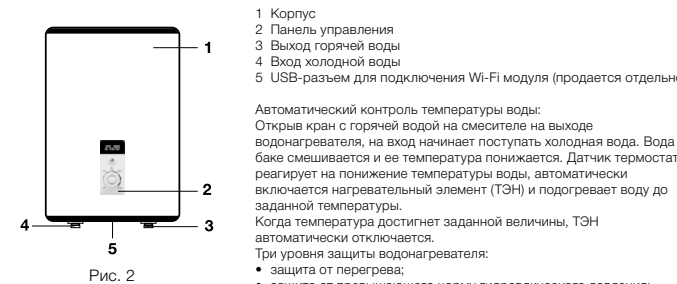 1 Корпус
2 Панель управления
3 Выход горячей воды
4 Вход холодной воды
5 USB-разъем для подключения Wi-Fi модуля (продается отдельн
Автоматический контроль температуры воды:
Открыв кран с горячей водой на смесителе на выходе
водонагревателя, на вход начинает поступать холодная вода. Вода
баке смешивается и ее температура понижается. Датчик термостат
реагирует на понижение температуры воды, автоматически
включается нагревательный элемент (ТЭН) и подогревает воду до
заданной температуры.
Когда температура достигнет заданной величины, ТЭН
автоматически отключается.
Три уровня защиты водонагревателя:
• защита от перегрева;
1
2
4
3
5
Рис. 2